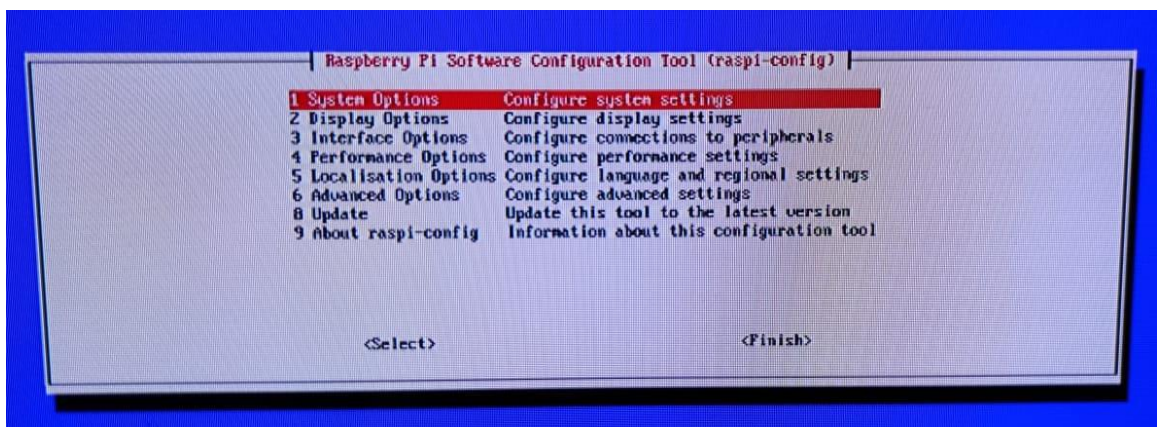 Raspberry Pi Software Configuration Tool (raspi-config)
1 System Options Configure system settings
2 Display Options Configure display settings
3 Interface Options Configure connections to peripherals
4 Performance Options Configure performance settings
5 Localisation Options Configure language and regional settings
6 Advanced Options Configure advanced settings
8 Update Update this tool to the latest version
9 About raspi-config Information about this configuration tool
<Select> <Finish>